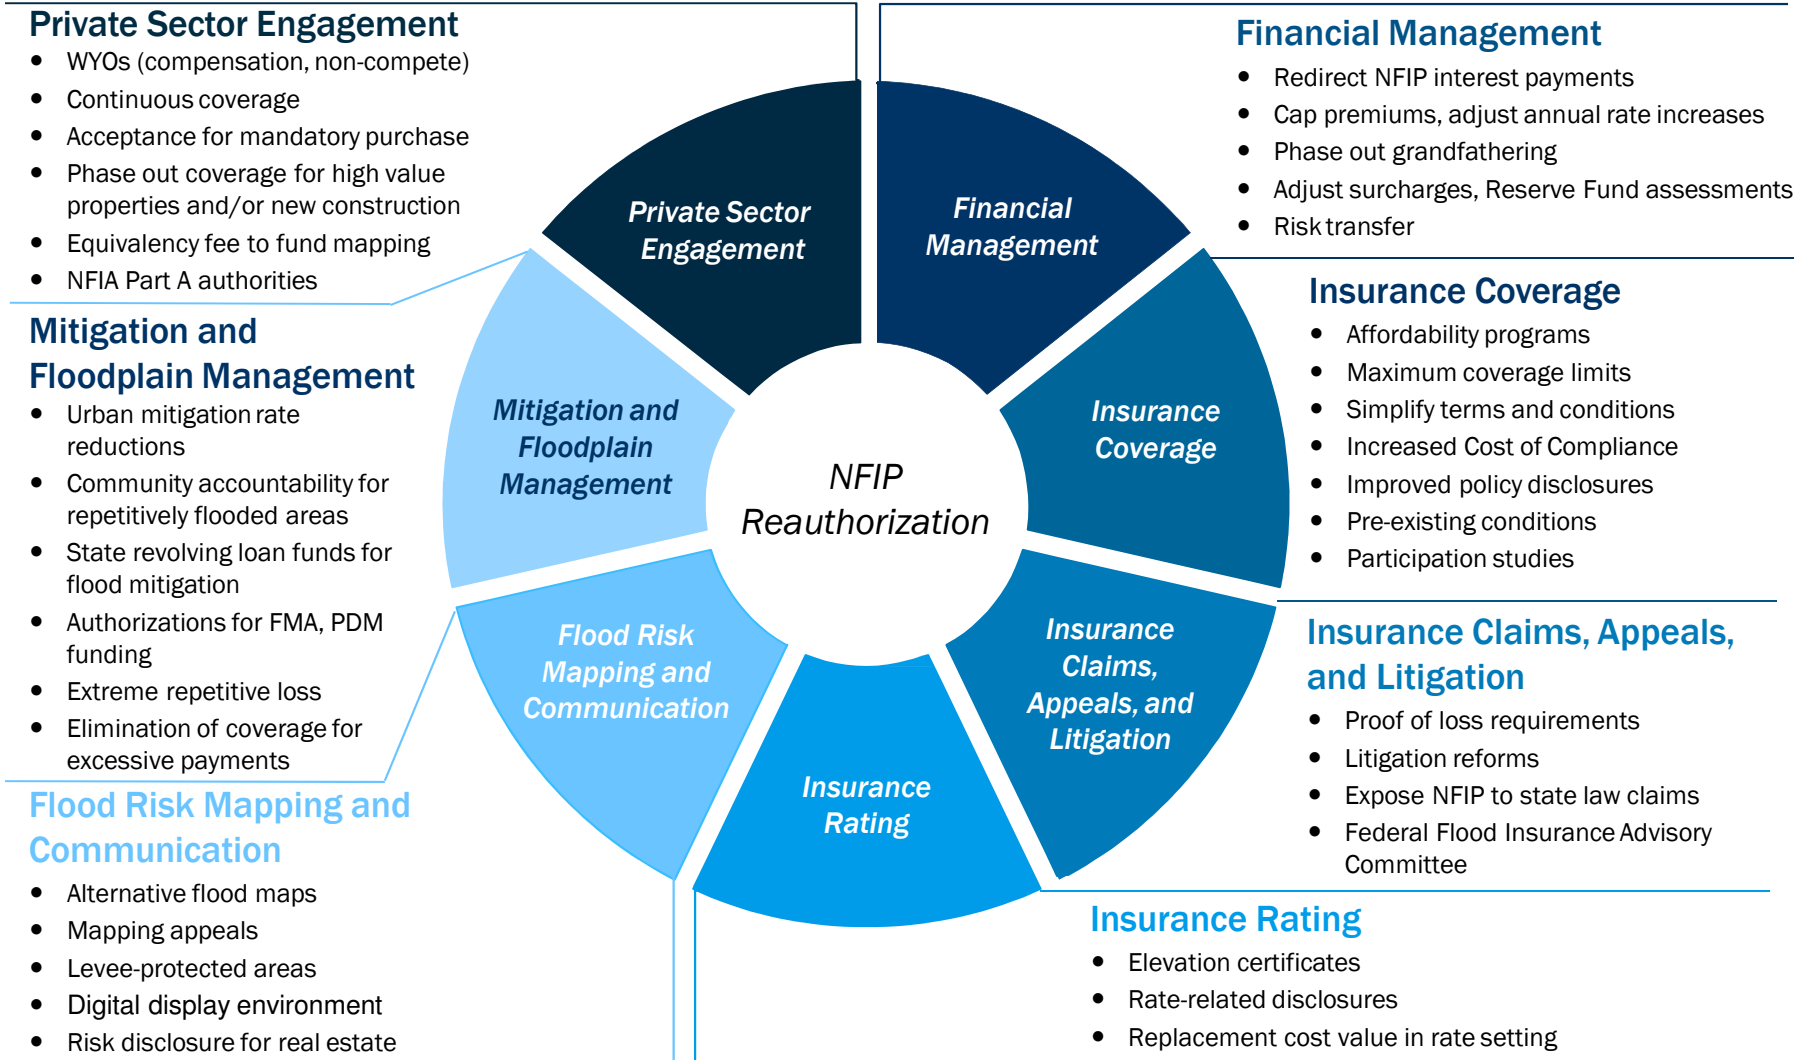 Private Sector Engagement
• WYOs (compensation, non-compete)
• Continuous coverage
• Acceptance for mandatory purchase
• Phase out coverage for high value
properties and/or new construction
• Equivalency fee to fund mapping
• NFIA Part A authorities
Mitigation and
Floodplain Management
• Urban mitigation rate
reductions
• Community accountability for
repetitively flooded areas
• State revolving loan funds for
flood mitigation
• Authorizations for FMA, PDM
funding
• Extreme repetitive loss
• Elimination of coverage for
excessive payments
Flood Risk Mapping and
Communication
• Alternative flood maps
• Mapping appeals
• Levee-protected areas
• Digital display environment
• Risk disclosure for real estate
Private Sector
Engagement
Financial
Management
Mitigation and
Floodplain
Management
Insurance
Coverage
NFIP
Reauthorization
Flood Risk
Mapping and
Communication
Insurance
Claims,
Appeals, and
Litigation
Insurance
Rating
Financial Management
• Redirect NFIP interest payments
• Cap premiums, adjust annual rate increases
• Phase out grandfathering
• Adjust surcharges, Reserve Fund assessments
• Risk transfer
Insurance Coverage
• Affordability programs
• Maximum coverage limits
• Simplify terms and conditions
• Increased Cost of Compliance
• Improved policy disclosures
• Pre-existing conditions
• Participation studies
Insurance Claims, Appeals,
and Litigation
• Proof of loss requirements
• Litigation reforms
• Expose NFIP to state law claims
• Federal Flood Insurance Advisory
Committee
Insurance Rating
• Elevation certificates
• Rate-related disclosures
• Replacement cost value in rate setting